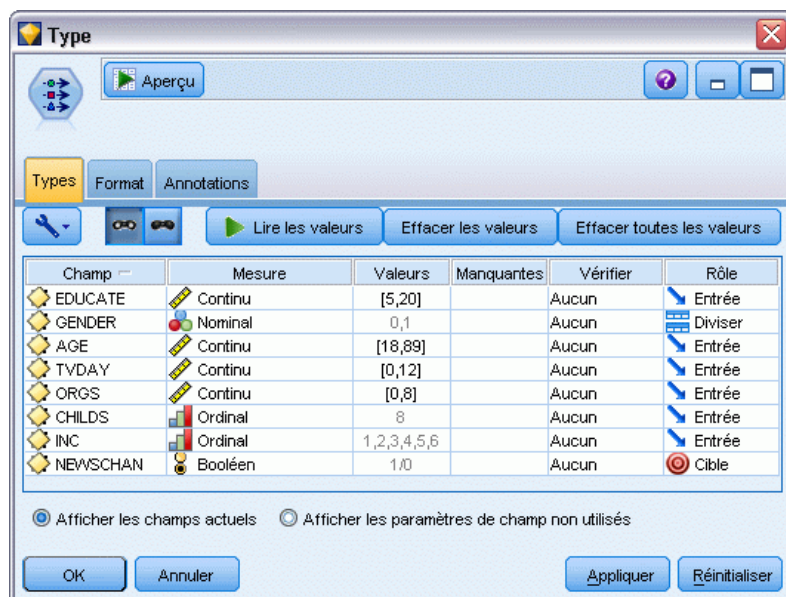 Type
Aperçu
Types Format Annotations
Lire les valeurs Effacer les valeurs Effacer toutes les valeurs
Champ Mesure Valeurs Manquantes Vérifier Rôle
EDUCATE Continu [5,20] Aucun Entrée
GENDER Nominal 0,1 Aucun Diviser
AGE Continu [18,89] Aucun Entrée
TVDAY Continu [0,12] Aucun Entrée
ORGS Continu [0,8] Aucun Entrée
CHILDS Ordinal 8 Aucun Entrée
INC Ordinal 1,2,3,4,5,6 Aucun Entrée
NEWSCHAN Booléen 1/0 Aucun Cible
Afficher les champs actuels Afficher les paramètres de champ non utilisés
OK Annuler Appliquer Réinitialiser